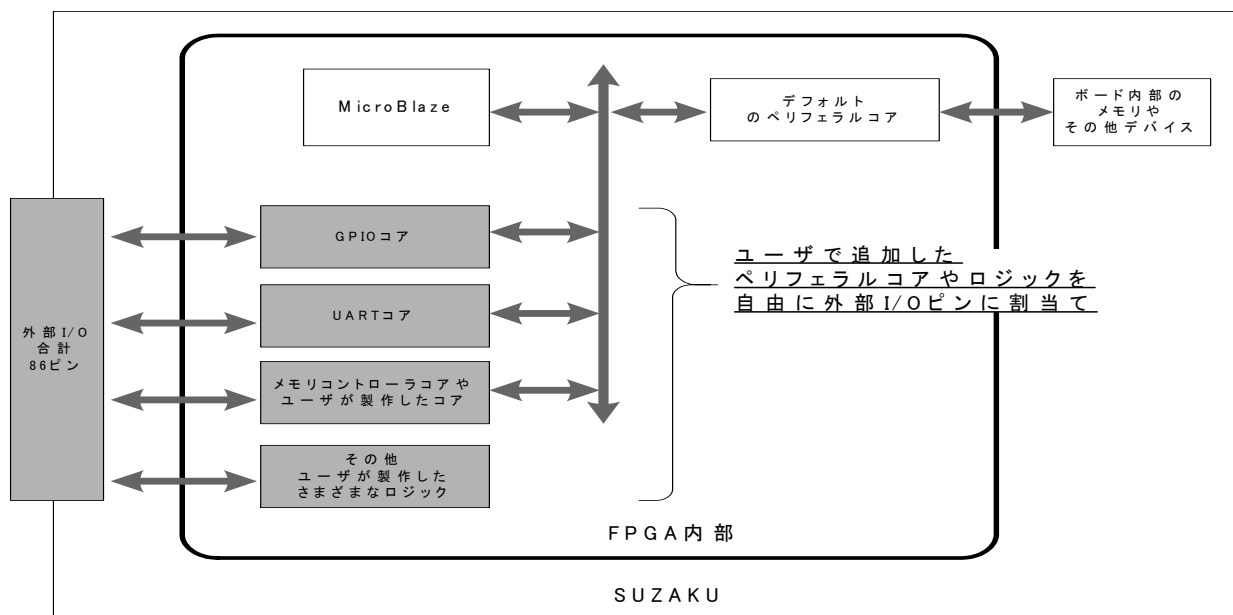 MicroBlaze
デフォルト
のペリフェラルコア
ボード内部の
メモリや
その他デバイス
GPIOコア
ユーザで追加した
ペリフェラルコアやロジックを
自由に外部I/Oピンに割当て
UARTコア
外部I/O
合計
86ピン
メモリコントローラコアや
ユーザが製作したコア
その他
ユーザが製作した
さまざまなロジック
FPGA内部
SUZAKU